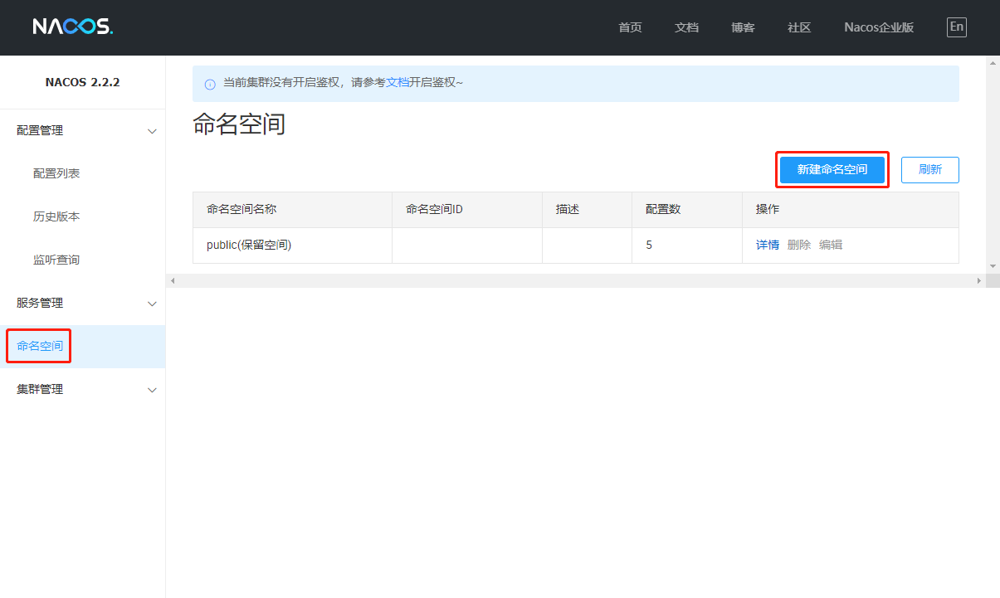 NACOS.
首页 文档 博客 社区 Nacos企业版 En
NACOS 2.2.2
配置管理
配置列表
历史版本
监听查询
服务管理
命名空间
集群管理
当前集群没有开启鉴权，请参考文档开启鉴权~
命名空间
新建命名空间 刷新
命名空间名称 命名空间ID 描述 配置数 操作
public(保留空间) 5 详情 删除 编辑